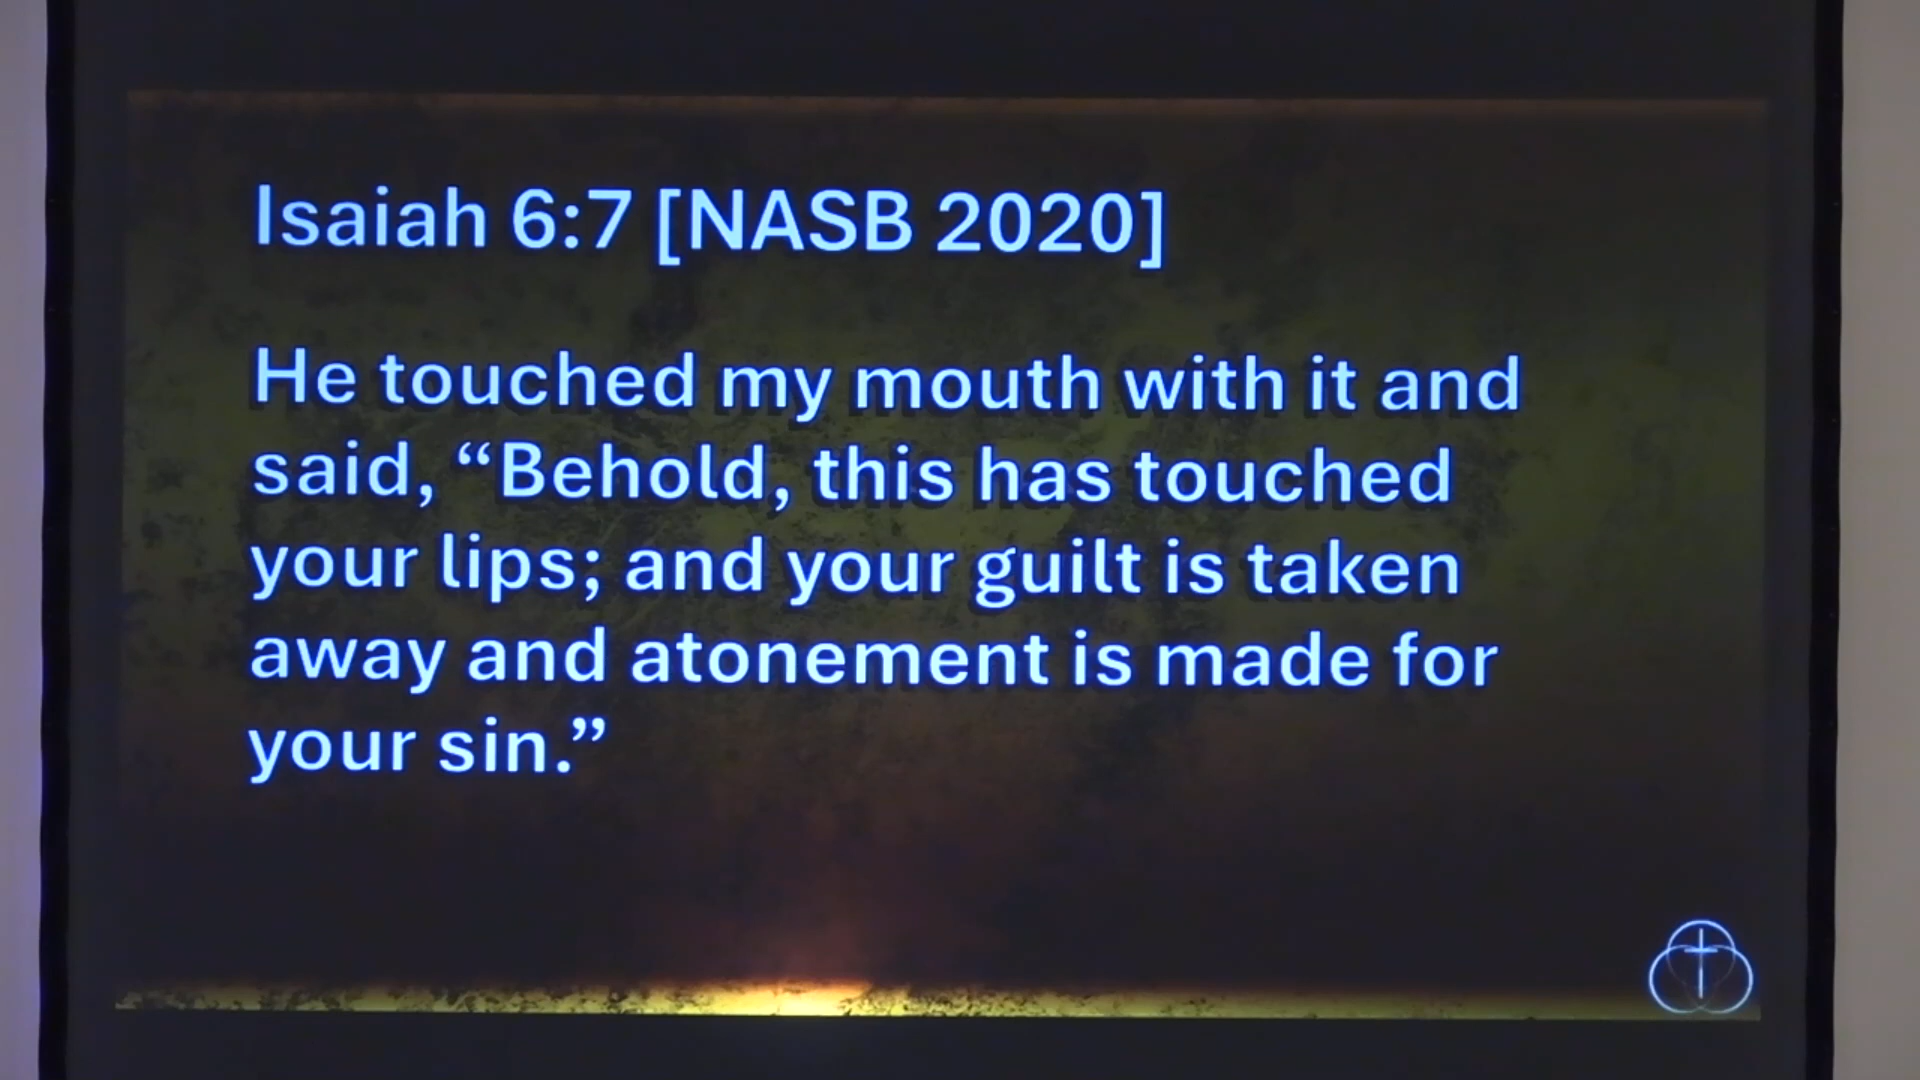 Isaiah 6:7 [NASB 2020]
He touched my mouth with it and
said, “Behold, this has touched
your lips; and your guilt is taken
away and atonement is made for
your sin.”